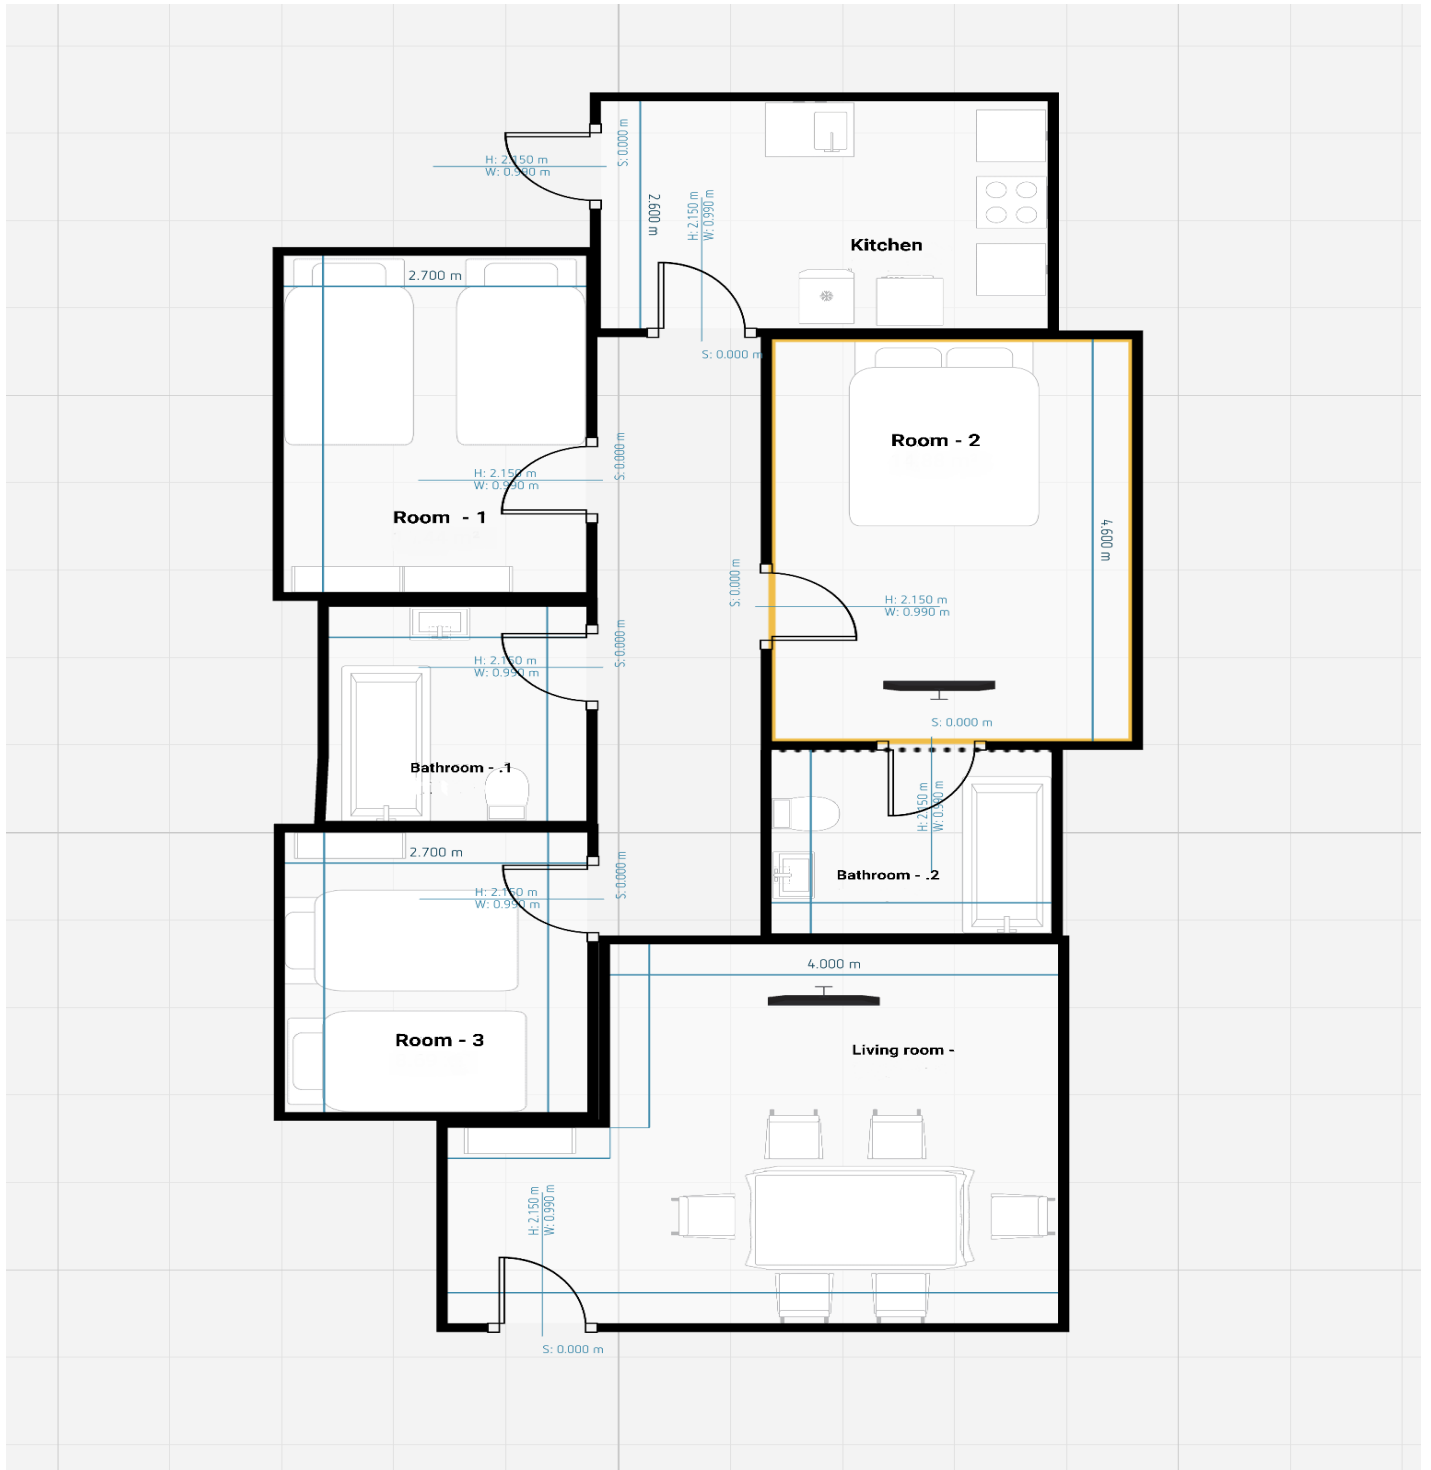 S: 0.000 m
H: 2.150 m
W: 0.990 m
2.600 m
H: 2.150 m
W: 0.990 m
Kitchen
2.700 m
S: 0.000 m
Room - 2
S: 0.000 m
H: 2.150 m
W: 0.990 m
Room - 1
4.600 m
S: 0.000 m
H: 2.150 m
W: 0.990 m
S: 0.000 m
H: 2.150 m
W: 0.990 m
S: 0.000 m
Bathroom - .1
H: 2.150 m
W: 0.990 m
2.700 m
S: 0.000 m
Bathroom - .2
H: 2.150 m
W: 0.990 m
4.000 m
Room - 3
Living room -
H: 2.150 m
W: 0.990 m
S: 0.000 m